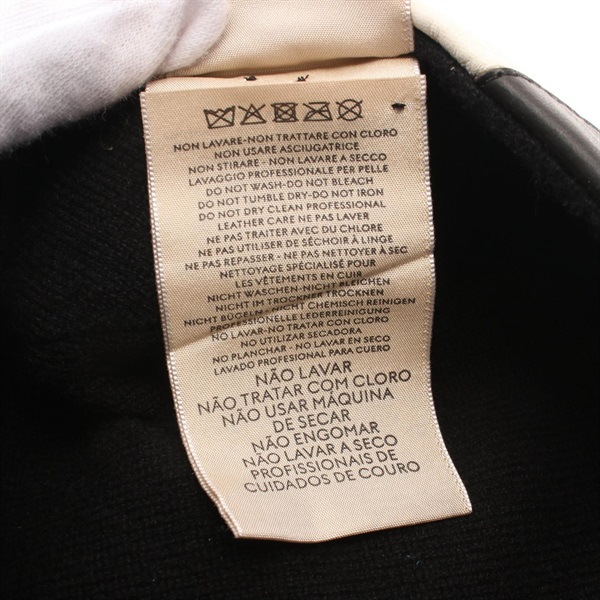 NON LAVARE-NON TRATTARE CON CLORO
NON USARE ASCIUGATRICE
NON STIRARE - NON LAVARE A SECCO
LAVAGGIO PROFESSIONALE PER PELLE
DO NOT WASH-DO NOT BLEACH
DO NOT TUMBLE DRY-DO NOT IRON
DO NOT DRY CLEAN PROFESSIONAL
LEATHER CARE NE PAS LAVER
NE PAS TRAITER AVEC DU CHLORE
NE PAS UTILISER DE SÉCHOIR À LINGE
NE PAS REPASSER - NE PAS NETTOYER À SEC
NETTOYAGE SPÉCIALISÉ POUR
LES VÊTEMENTS EN CUIR
NICHT WASCHEN-NICHT BLEICHEN
NICHT IM TROCKNER TROCKNEN
NICHT BÜGELN - NICHT CHEMISCH REINIGEN
PROFESSIONELLE LEDERREINIGUNG
NO LAVAR-NO TRATAR CON CLORO
NO UTILIZAR SECADORA
NO PLANCHAR - NO LAVAR EN SECO
LAVADO PROFESIONAL PARA CUERO
NÃO LAVAR
NÃO TRATAR COM CLORO
NÃO USAR MÁQUINA
DE SECAR
NÃO ENGOMAR
NÃO LAVAR A SECO
PROFISSIONAIS DE
CUIDADOS DE COURO